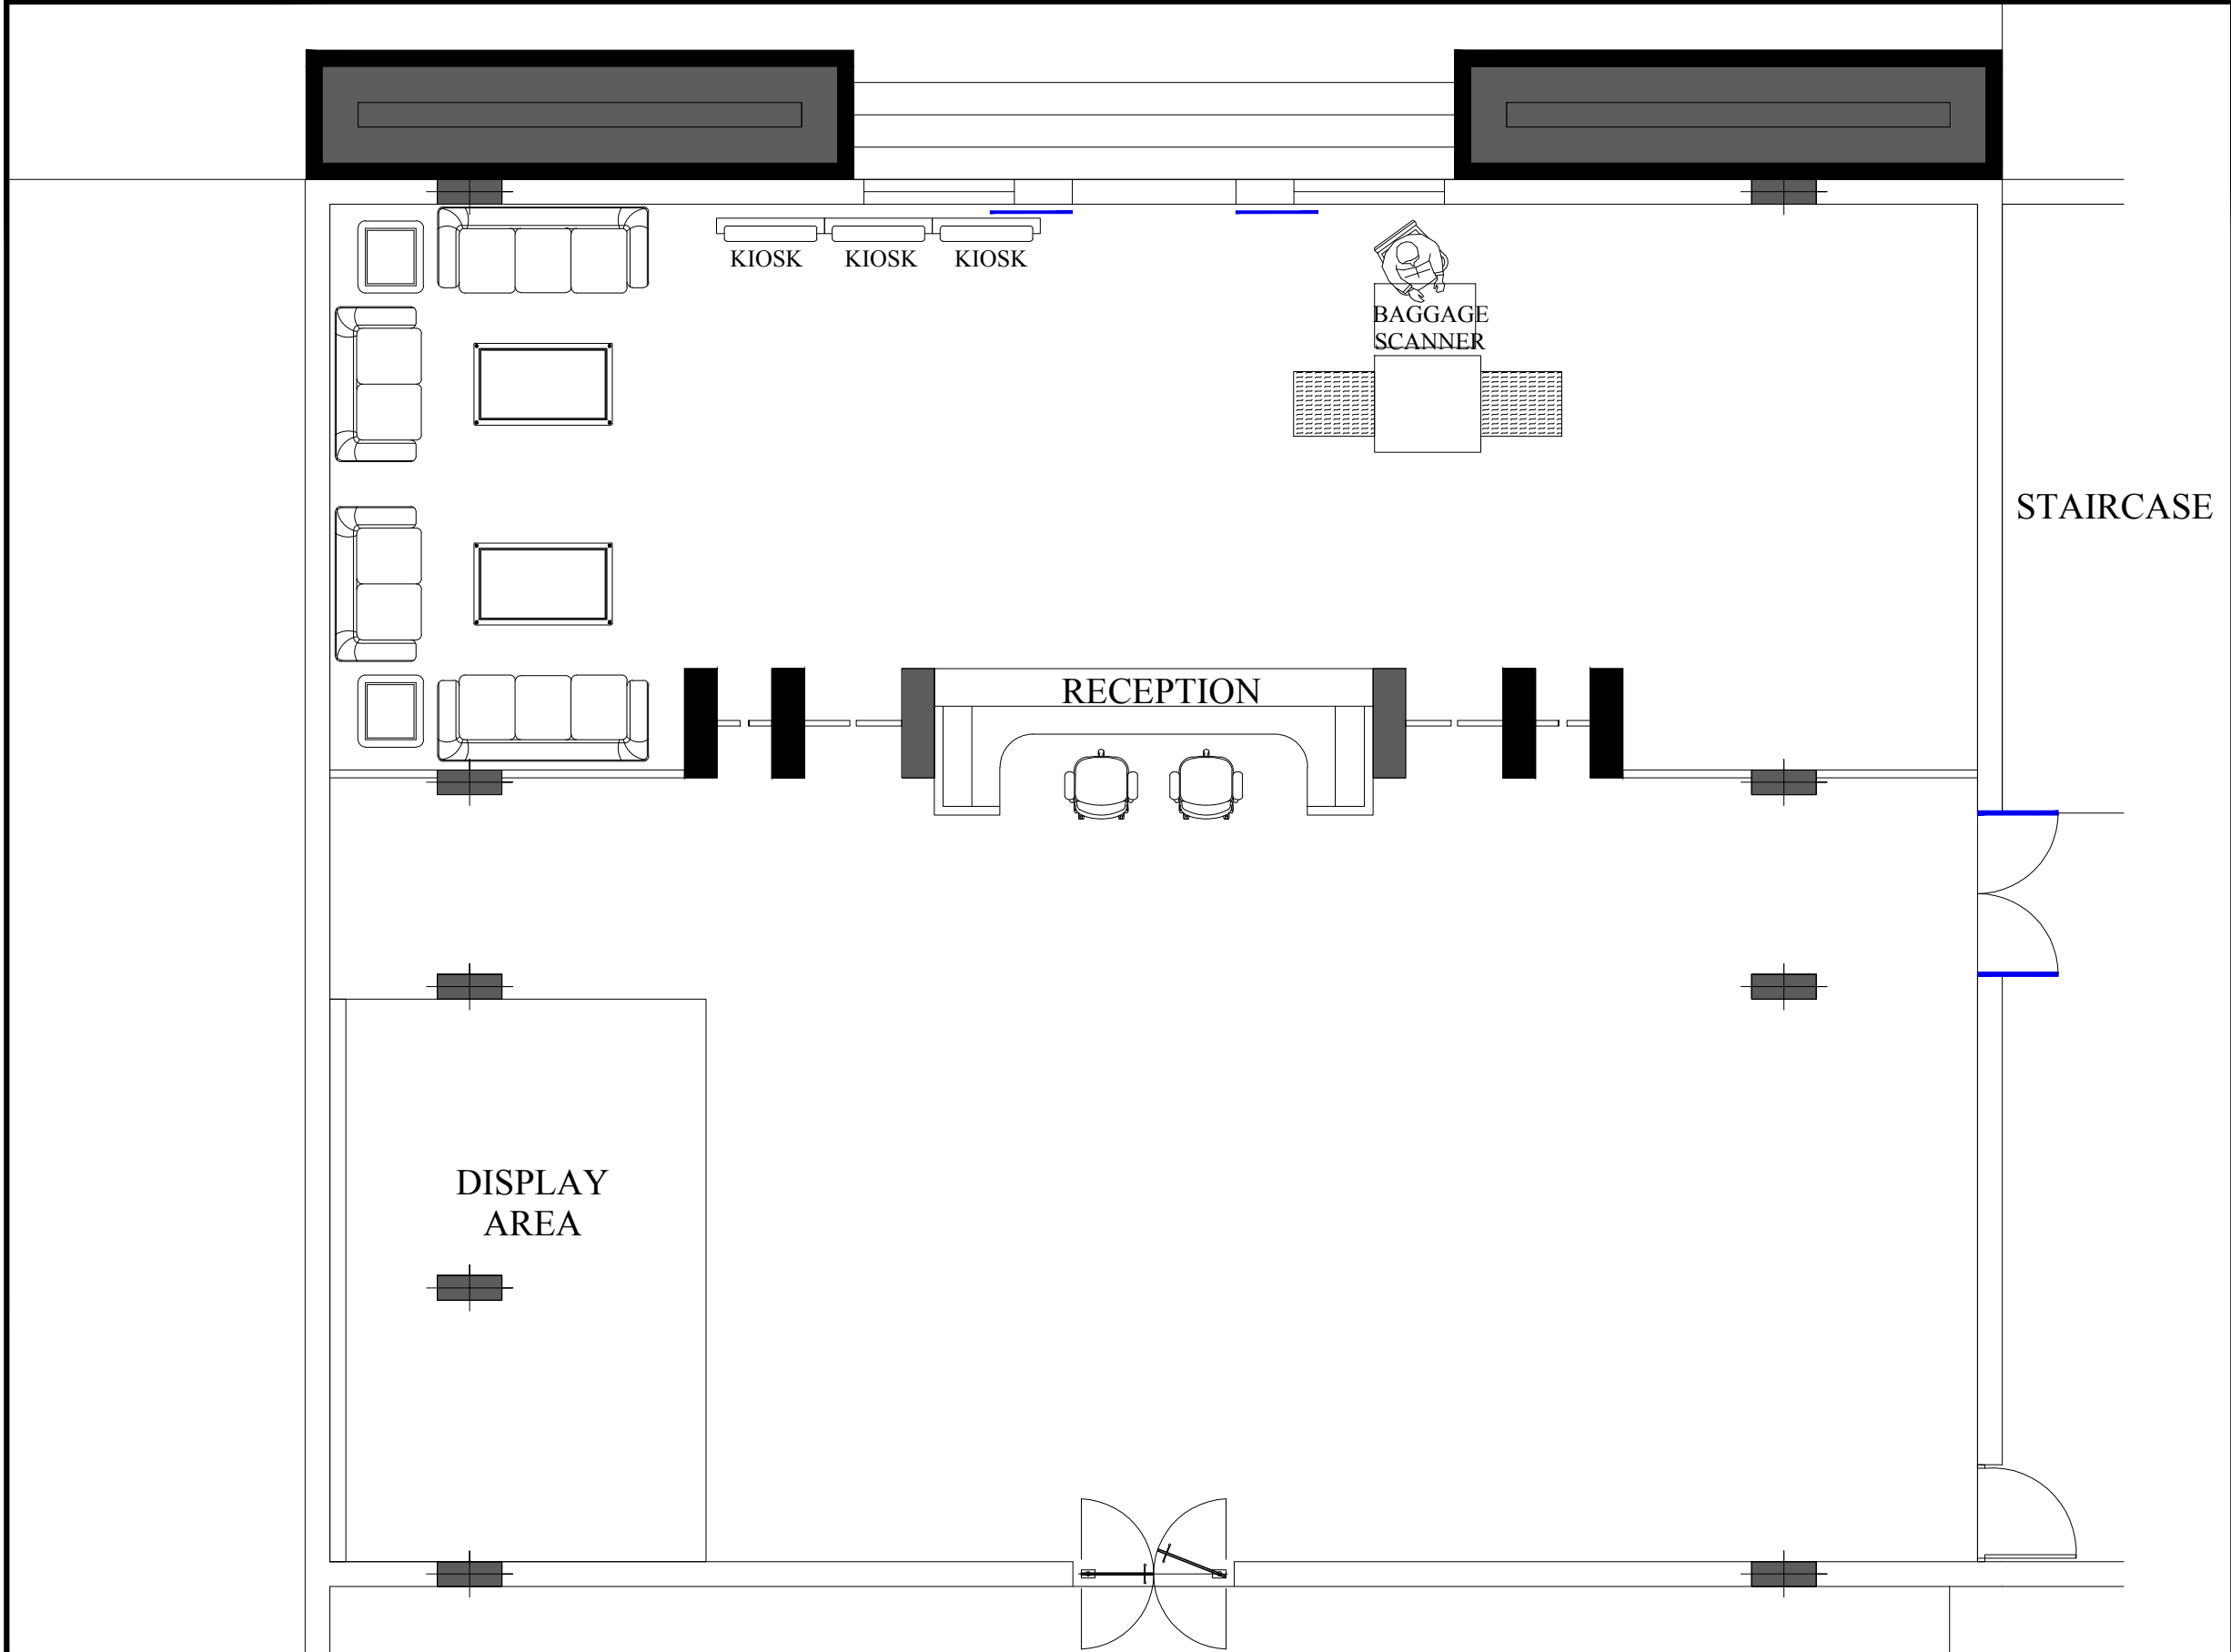 KIOSK KIOSK KIOSK
BAGGAGE
SCANNER
STAIRCASE
RECEPTION
DISPLAY
AREA